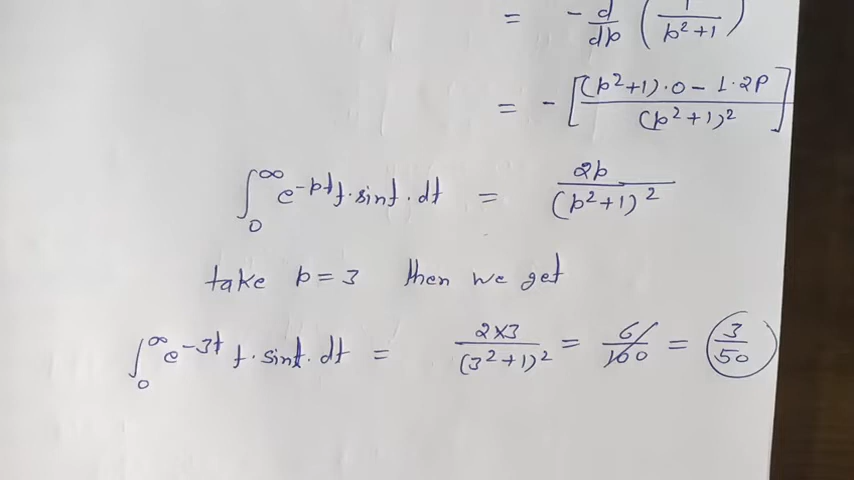 = -d/dp (1/p²+1)
= -[(p²+1)·0 - 1·2p/(p²+1)²]
∫₀^∞ e^-pt t·sint·dt = 2p/(p²+1)²
take p=3 then we get
∫₀^∞ e^-3t t·sint·dt = 2×3/(3²+1)² = 6/100 = 3/50